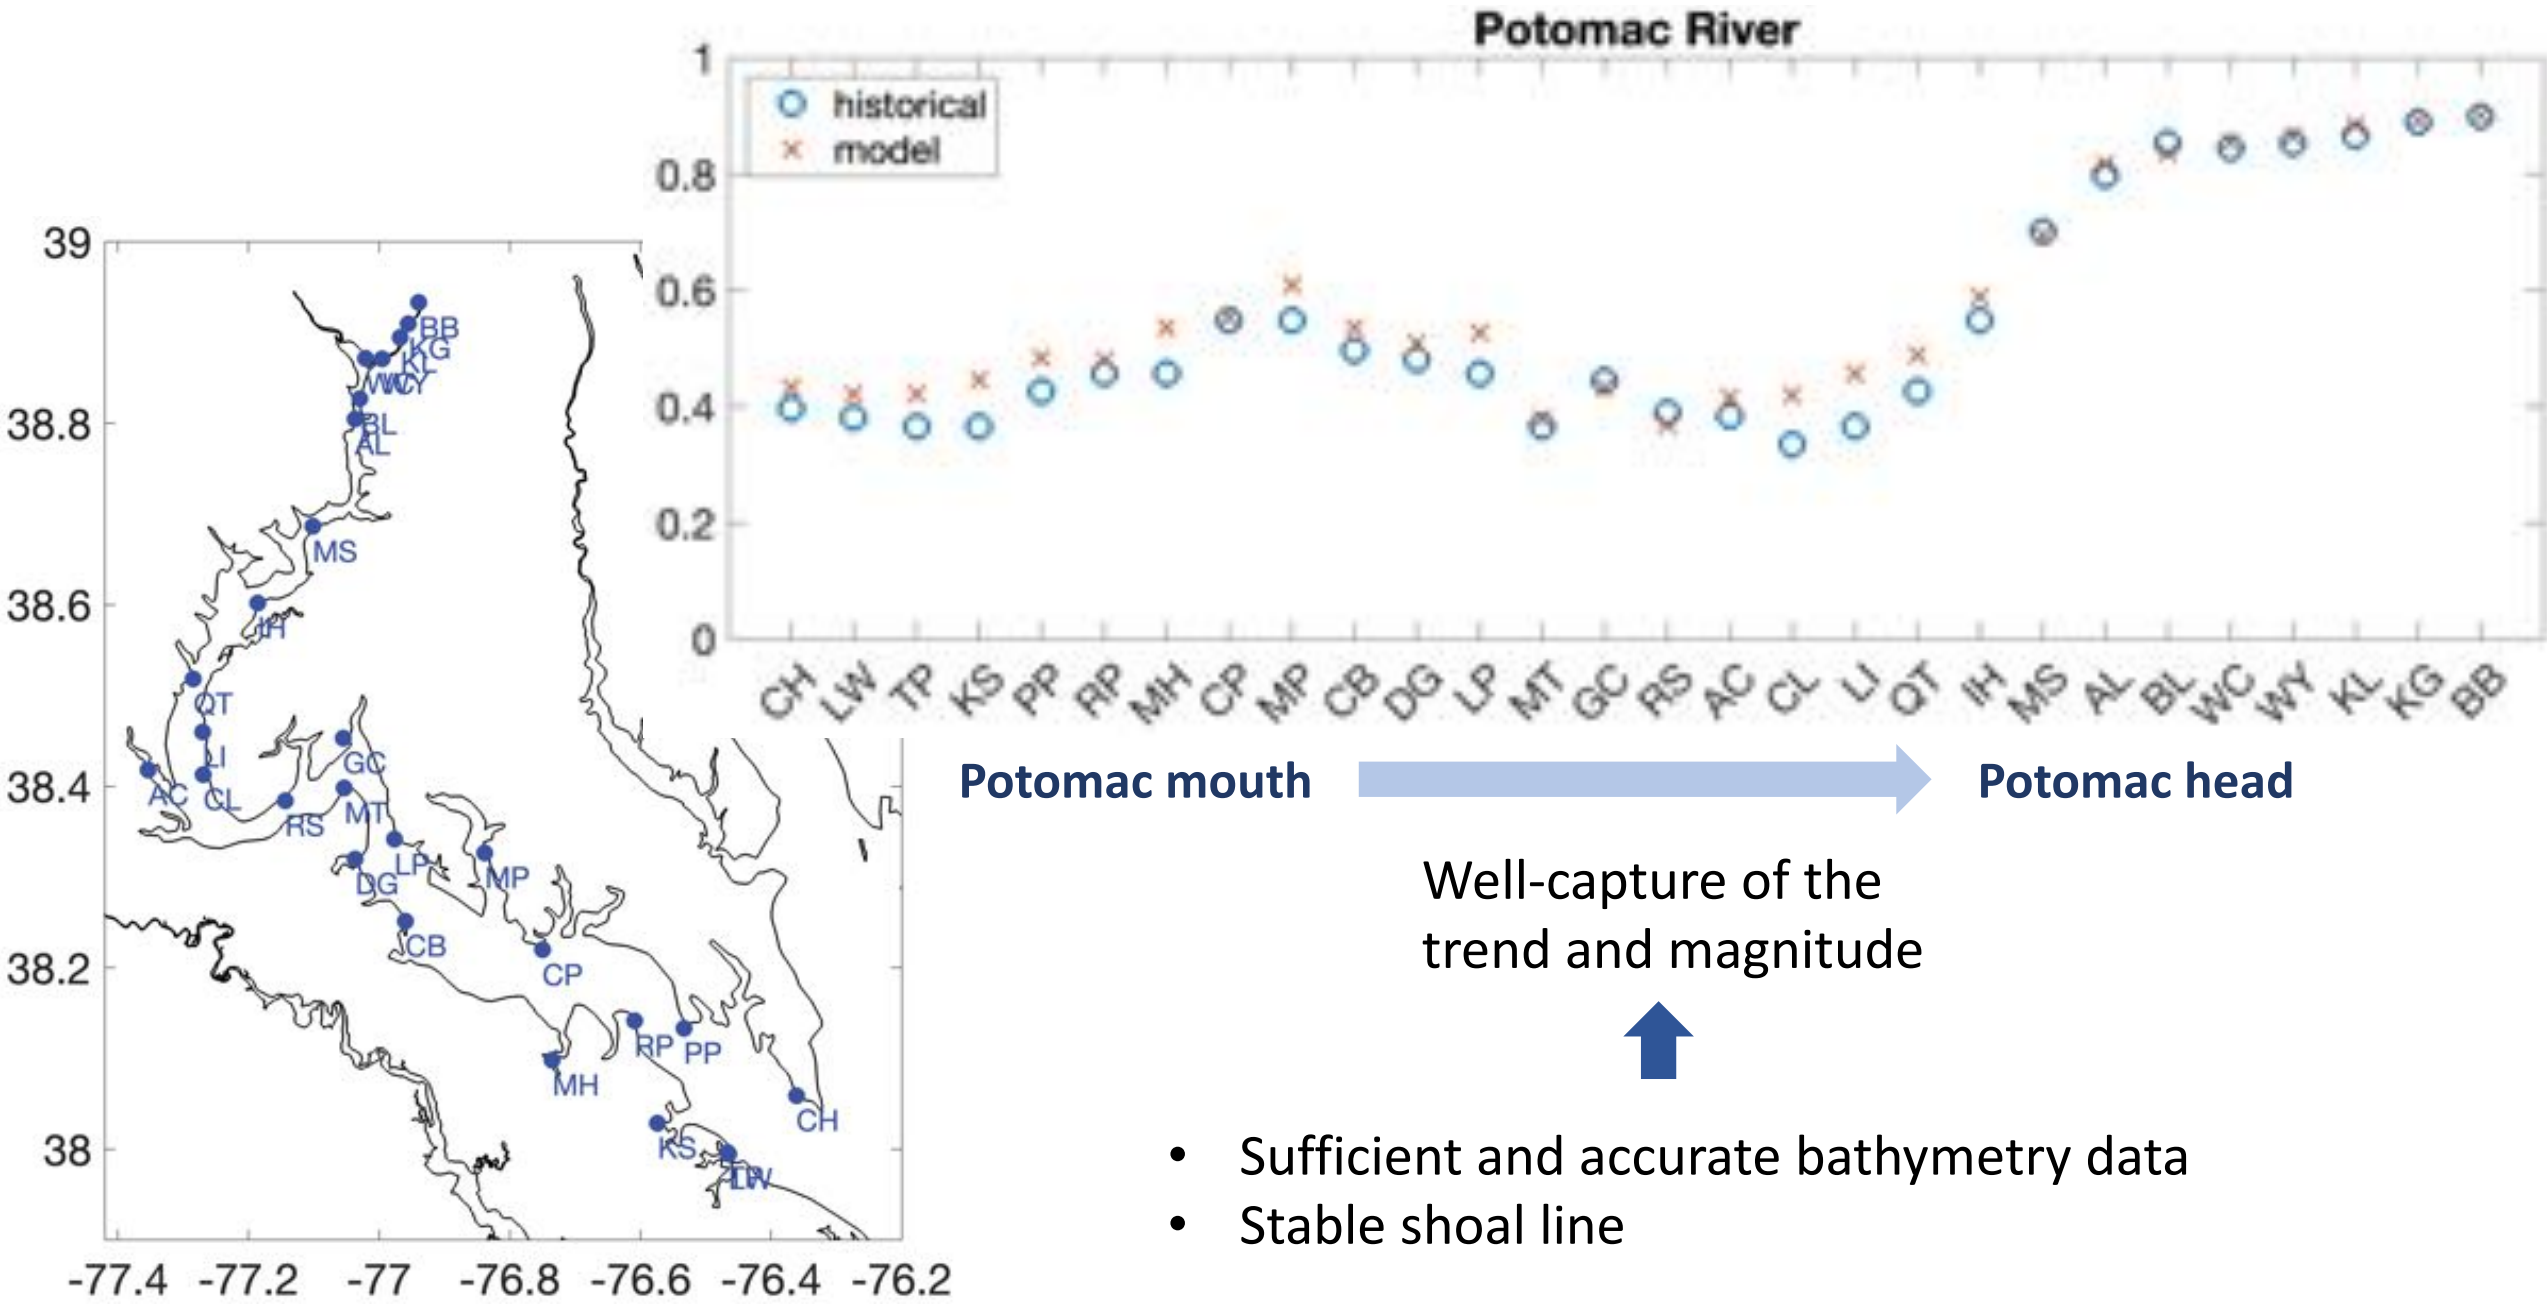 Potomac River
1
0.8
0.6
0.4
0.2
0
historical
model
CH LW TP KS PP RP MH CP MP CB DG LP MT GC RS AC CL LI QT IH MS AL BL WC WY KL KG BB
39
38.8
38.6
38.4
38.2
38
-77.4 -77.2 -77 -76.8 -76.6 -76.4 -76.2
BB
KG
KL
WC WY
BL
AL
MS
IH
QT
LI
GC
AC CL
RS MT
LP
DG
MP
CB
CP
RP PP
MH
CH
KS
LW
Potomac mouth
Potomac head
Well-capture of the
trend and magnitude
• Sufficient and accurate bathymetry data
• Stable shoal line